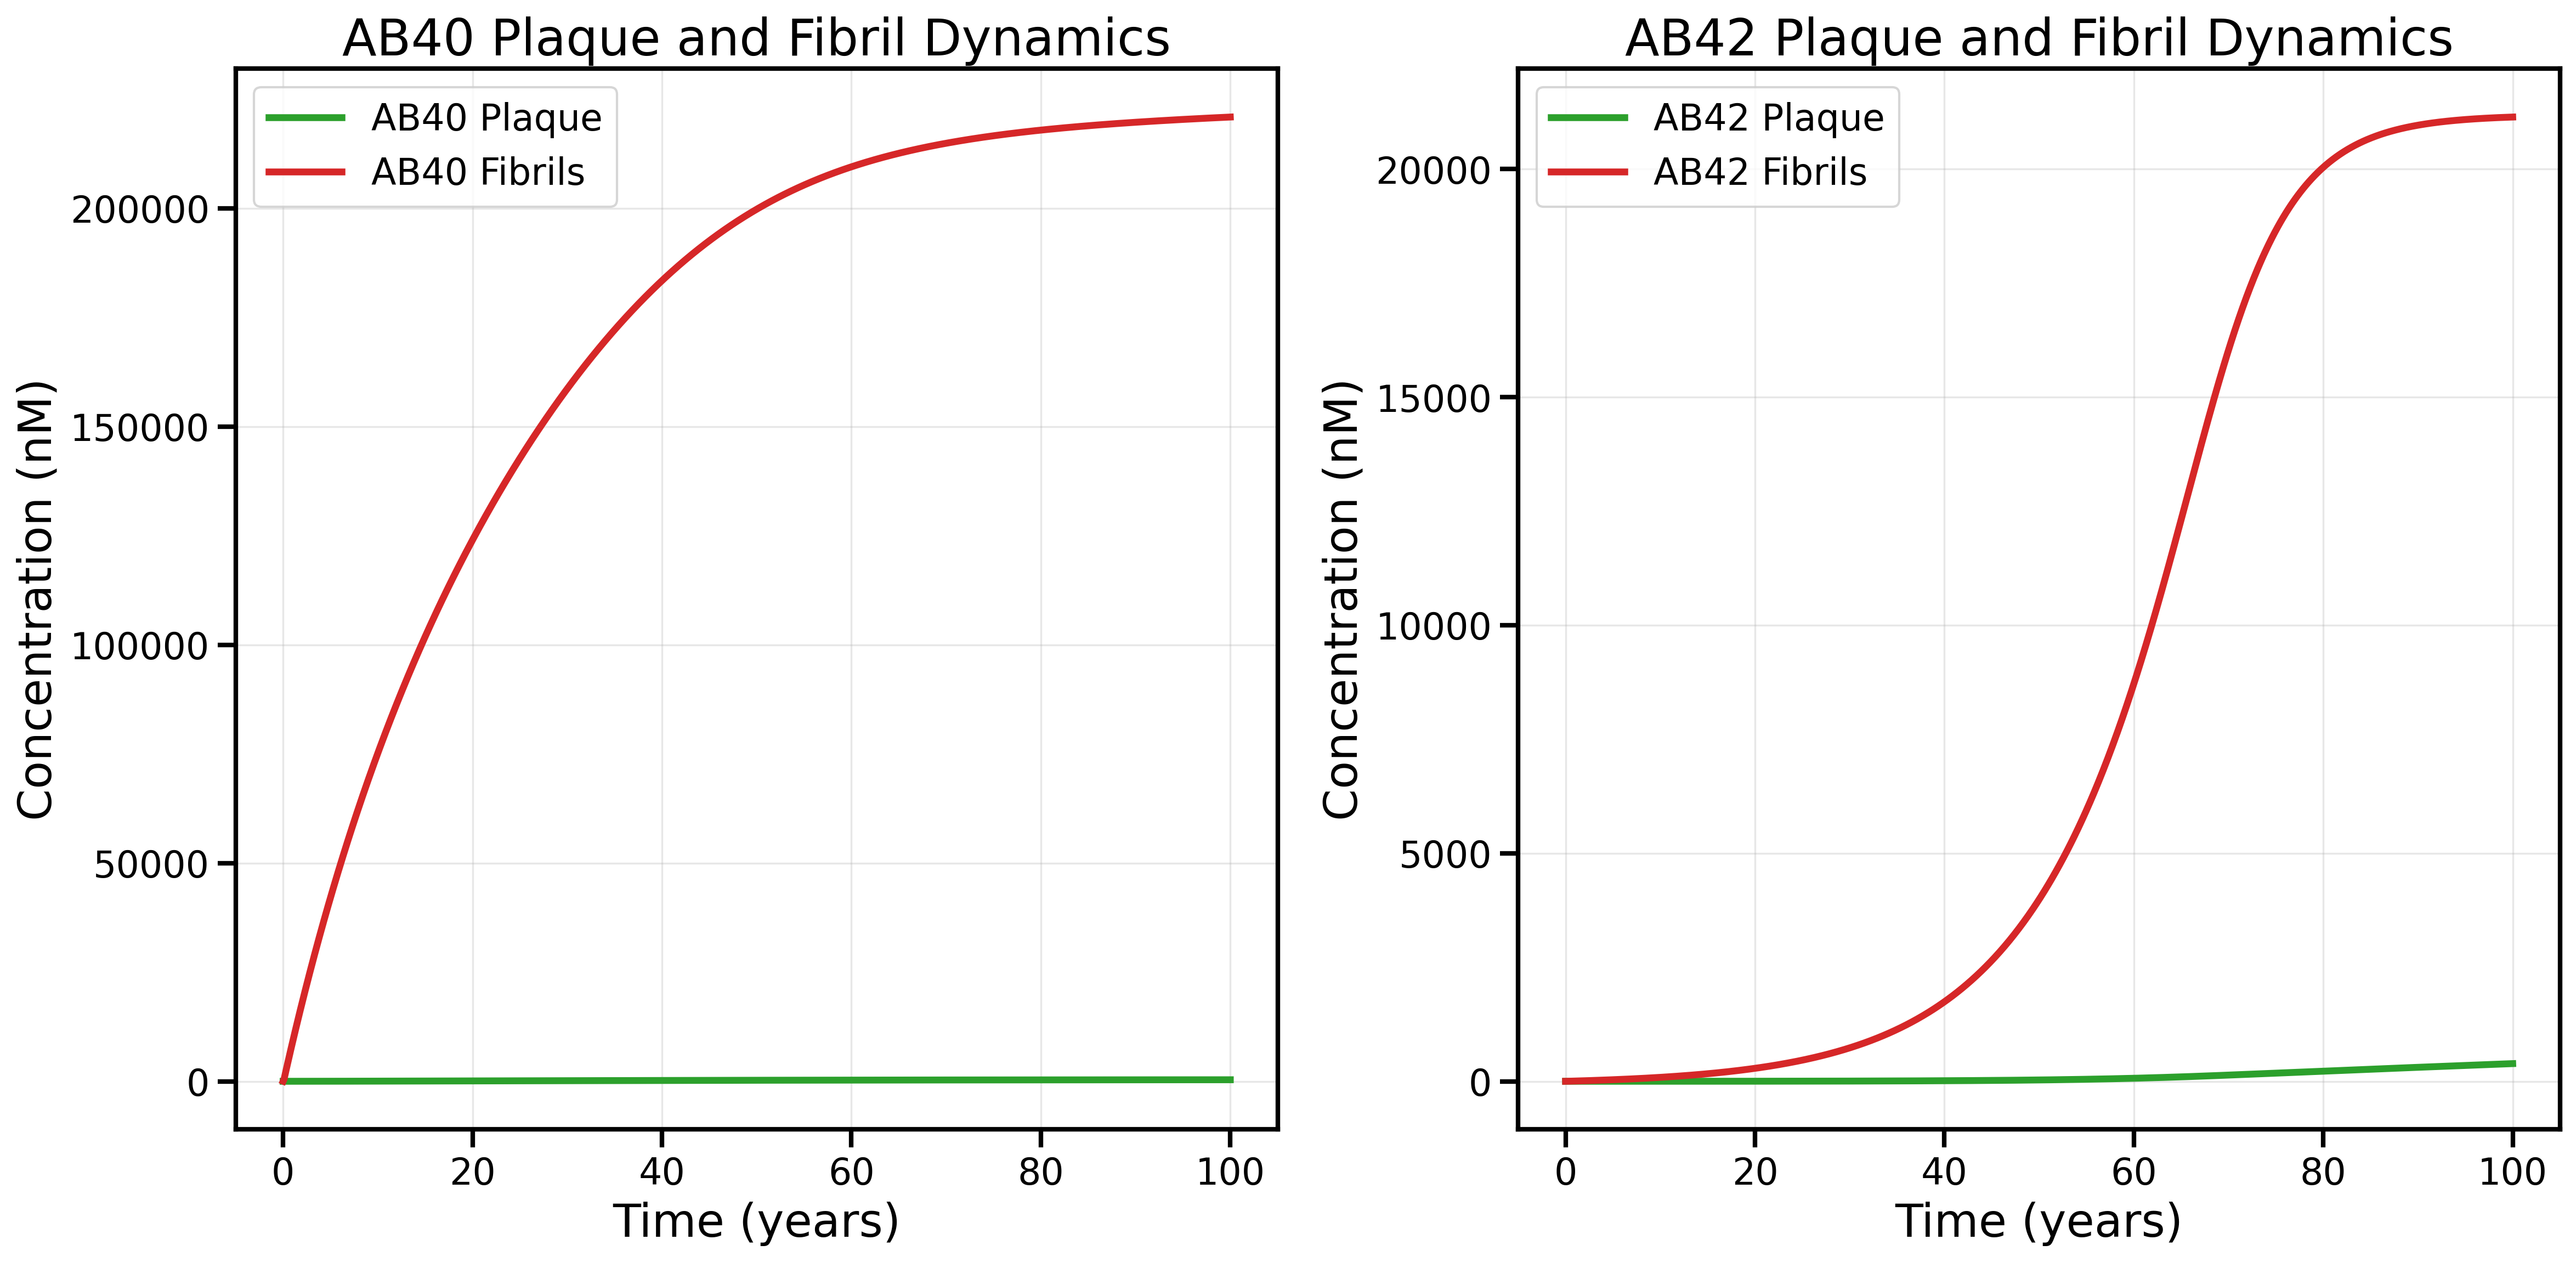 AB40 Plaque and Fibril Dynamics
AB40 Plaque
AB40 Fibrils
Concentration (nM)
200000
150000
100000
50000
0
0 20 40 60 80 100
Time (years)
AB42 Plaque and Fibril Dynamics
AB42 Plaque
AB42 Fibrils
Concentration (nM)
20000
15000
10000
5000
0
0 20 40 60 80 100
Time (years)